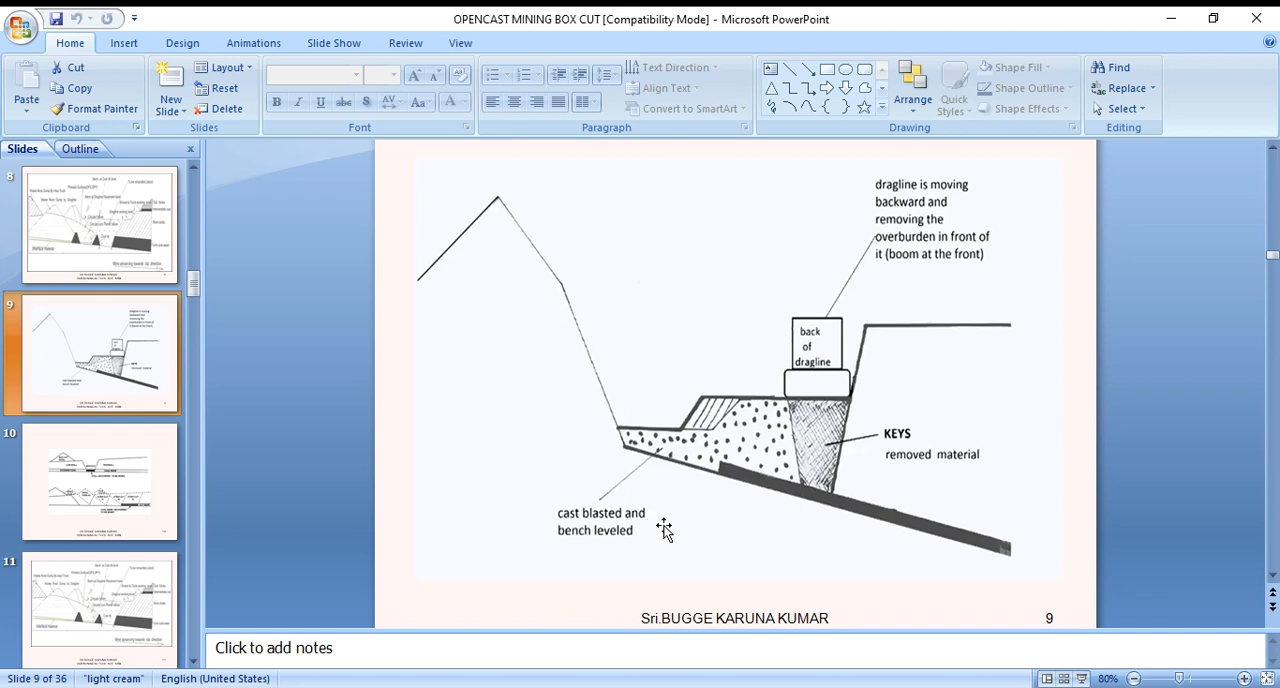 OPENCAST MINING BOX CUT [Compatibility Mode] - Microsoft PowerPoint
Home Insert Design Animations Slide Show Review View
Paste
Cut
Copy
Format Painter
Clipboard
New
Slide
Layout
Reset
Delete
Slides
B I U abc S AV Aa A
Font
Text Direction
Align Text
Convert to SmartArt
Paragraph
Arrange
Quick
Styles
Shape Fill
Shape Outline
Shape Effects
Drawing
Find
Replace
Select
Editing
Slides Outline
8
9
10
11
dragline is moving
backward and
removing the
overburden in front of
it (boom at the front)
back
of
dragline
KEYS
removed material
cast blasted and
bench leveled
Sri.BUGGE KARUNA KUMAR 9
Click to add notes
Slide 9 of 36 "light cream" English (United States) 80%